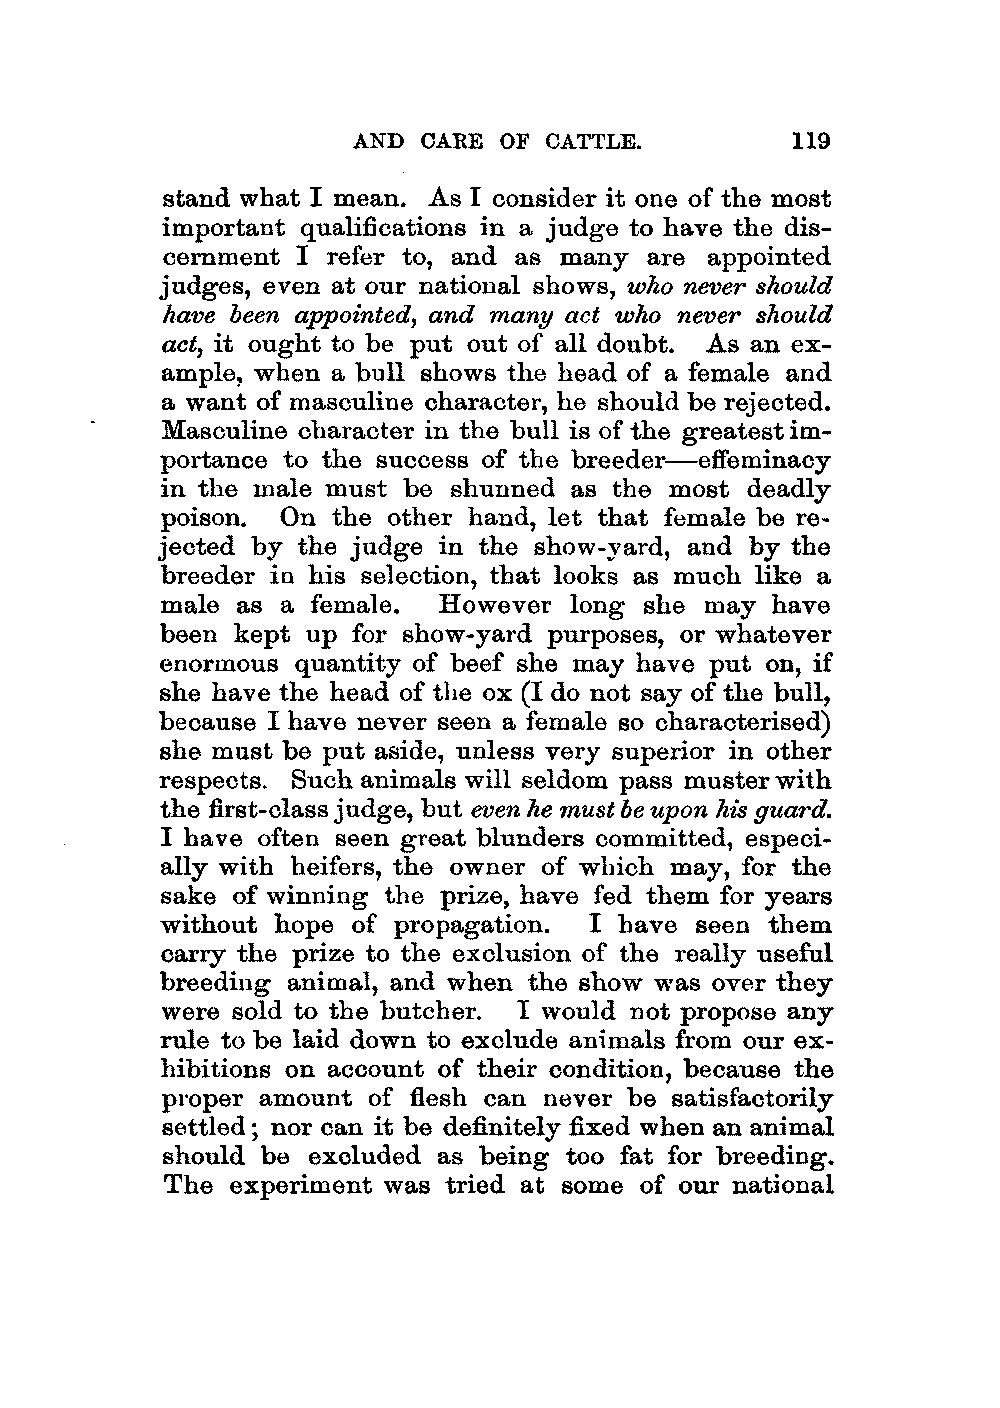 AND CARE OF CATTLE. 119
stand what I mean. As I consider it one of the most
important qualifications in a judge to have the dis-
cernment I refer to, and as many are appointed
judges, even at our national shows, who never should
have been appointed, and many act who never should
act, it ought to be put out of all doubt. As an ex-
ample, when a bull shows the head of a female and
a want of masculine character, he should be rejected.
Masculine character in the bull is of the greatest im-
portance to the success of the breeder—effeminacy
in the male must be shunned as the most deadly
poison. On the other hand, let that female be re-
jected by the judge in the show-yard, and by the
breeder in his selection, that looks as much like a
male as a female. However long she may have
been kept up for show-yard purposes, or whatever
enormous quantity of beef she may have put on, if
she have the head of the ox (I do not say of the bull,
because I have never seen a female so characterised)
she must be put aside, unless very superior in other
respects. Such animals will seldom pass muster with
the first-class judge, but even he must be upon his guard.
I have often seen great blunders committed, especi-
ally with heifers, the owner of which may, for the
sake of winning the prize, have fed them for years
without hope of propagation. I have seen them
carry the prize to the exclusion of the really useful
breeding animal, and when the show was over they
were sold to the butcher. I would not propose any
rule to be laid down to exclude animals from our ex-
hibitions on account of their condition, because the
proper amount of flesh can never be satisfactorily
settled; nor can it be definitely fixed when an animal
should be excluded as being too fat for breeding.
The experiment was tried at some of our national